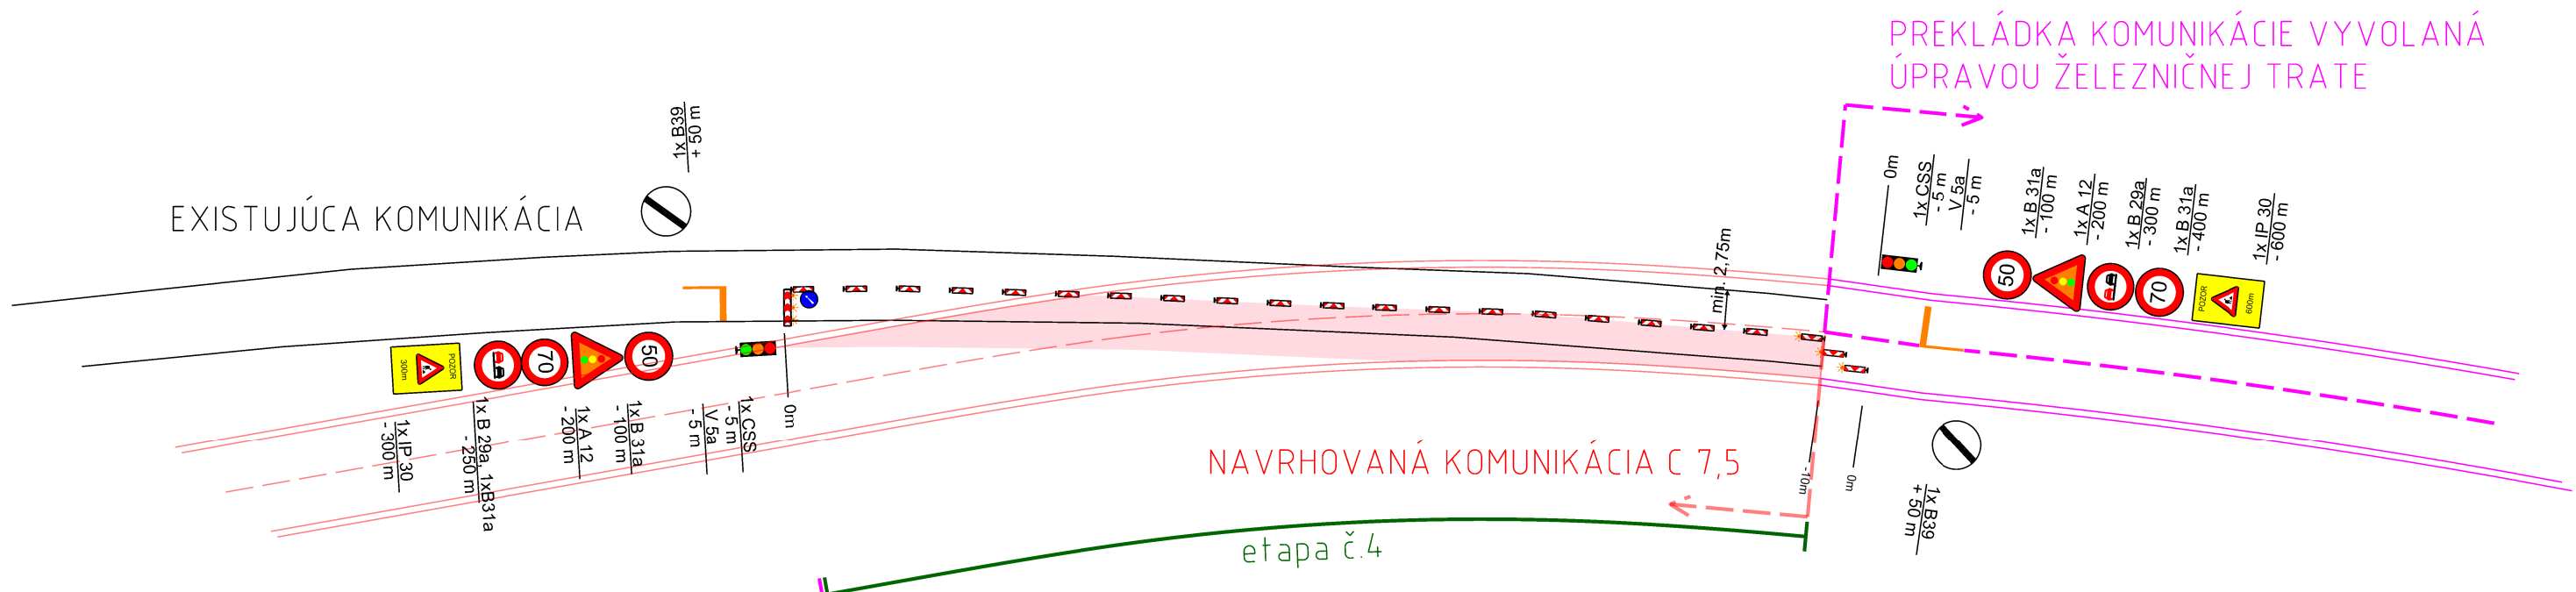 PREKLÁDKA KOMUNIKÁCIE VYVOLANÁ
ÚPRAVOU ŽELEZNIČNEJ TRATE
1x B39
+ 50 m
EXISTUJÚCA KOMUNIKÁCIA
min. 2,75m
0m
1x CSS
- 5 m
V 5a
- 5 m
1x B 31a
- 100 m
1x A 12
- 200 m
1x B 29a
- 300 m
1x B 31a
- 400 m
1x IP 30
- 600 m
50
70
POZOR
600m
POZOR
300m
70
50
1x IP 30
- 300 m
1x B 29a, 1xB31a
- 250 m
1x A 12
- 200 m
1x B 31a
- 100 m
V 5a
- 5 m
1x CSS
- 5 m
0m
NAVRHOVANÁ KOMUNIKÁCIA C 7,5
-10m
0m
1x B39
+ 50 m
etapa č.4